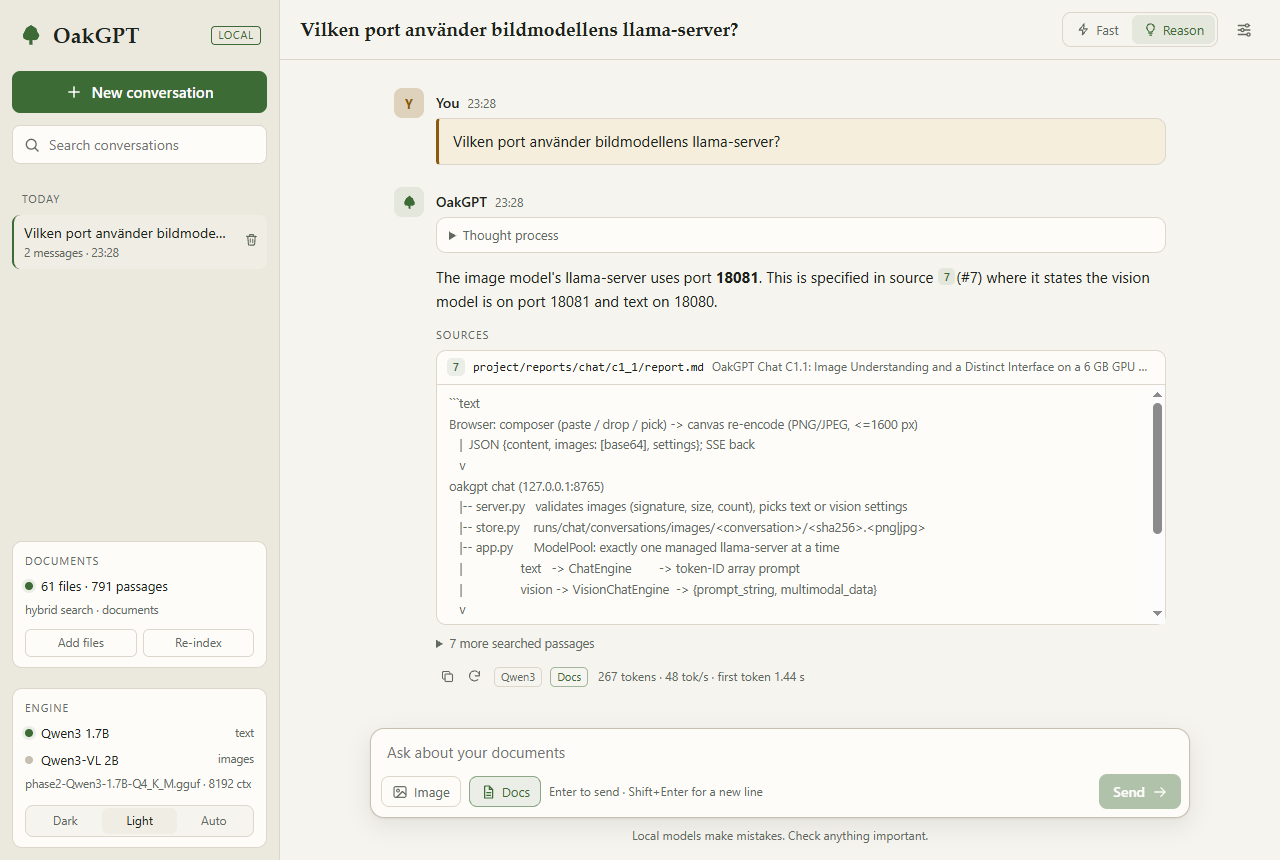 OakGPT
LOCAL
New conversation
Search conversations
TODAY
Vilken port använder bildmode...
2 messages · 23:28
DOCUMENTS
61 files · 791 passages
hybrid search · documents
Add files
Re-index
ENGINE
Qwen3 1.7B
text
Qwen3-VL 2B
images
phase2-Qwen3-1.7B-Q4_K_M.gguf · 8192 ctx
Dark
Light
Auto
Vilken port använder bildmodellens llama-server?
Fast
Reason
Y
You 23:28
Vilken port använder bildmodellens llama-server?
OakGPT 23:28
Thought process
The image model's llama-server uses port 18081. This is specified in source 7 (#7) where it states the vision
model is on port 18081 and text on 18080.
SOURCES
7 project/reports/chat/c1_1/report.md OakGPT Chat C1.1: Image Understanding and a Distinct Interface on a 6 GB GPU ...
```text
Browser: composer (paste / drop / pick) -> canvas re-encode (PNG/JPEG, <=1600 px)
| JSON {content, images: [base64], settings}; SSE back
v
oakgpt chat (127.0.0.1:8765)
|-- server.py validates images (signature, size, count), picks text or vision settings
|-- store.py runs/chat/conversations/images/<conversation>/<sha256>.<png|jpg>
|-- app.py ModelPool: exactly one managed llama-server at a time
| text -> ChatEngine -> token-ID array prompt
| vision -> VisionChatEngine -> {prompt_string, multimodal_data}
v
7 more searched passages
Qwen3 Docs 267 tokens · 48 tok/s · first token 1.44 s
Ask about your documents
Image
Docs
Enter to send · Shift+Enter for a new line
Send
Local models make mistakes. Check anything important.